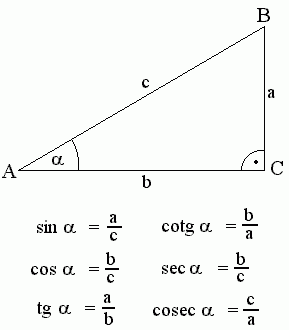 B
c
a
A
α
C
b
sin α = a/c
cotg α = b/a
cos α = b/c
sec α = b/c
tg α = a/b
cosec α = c/a